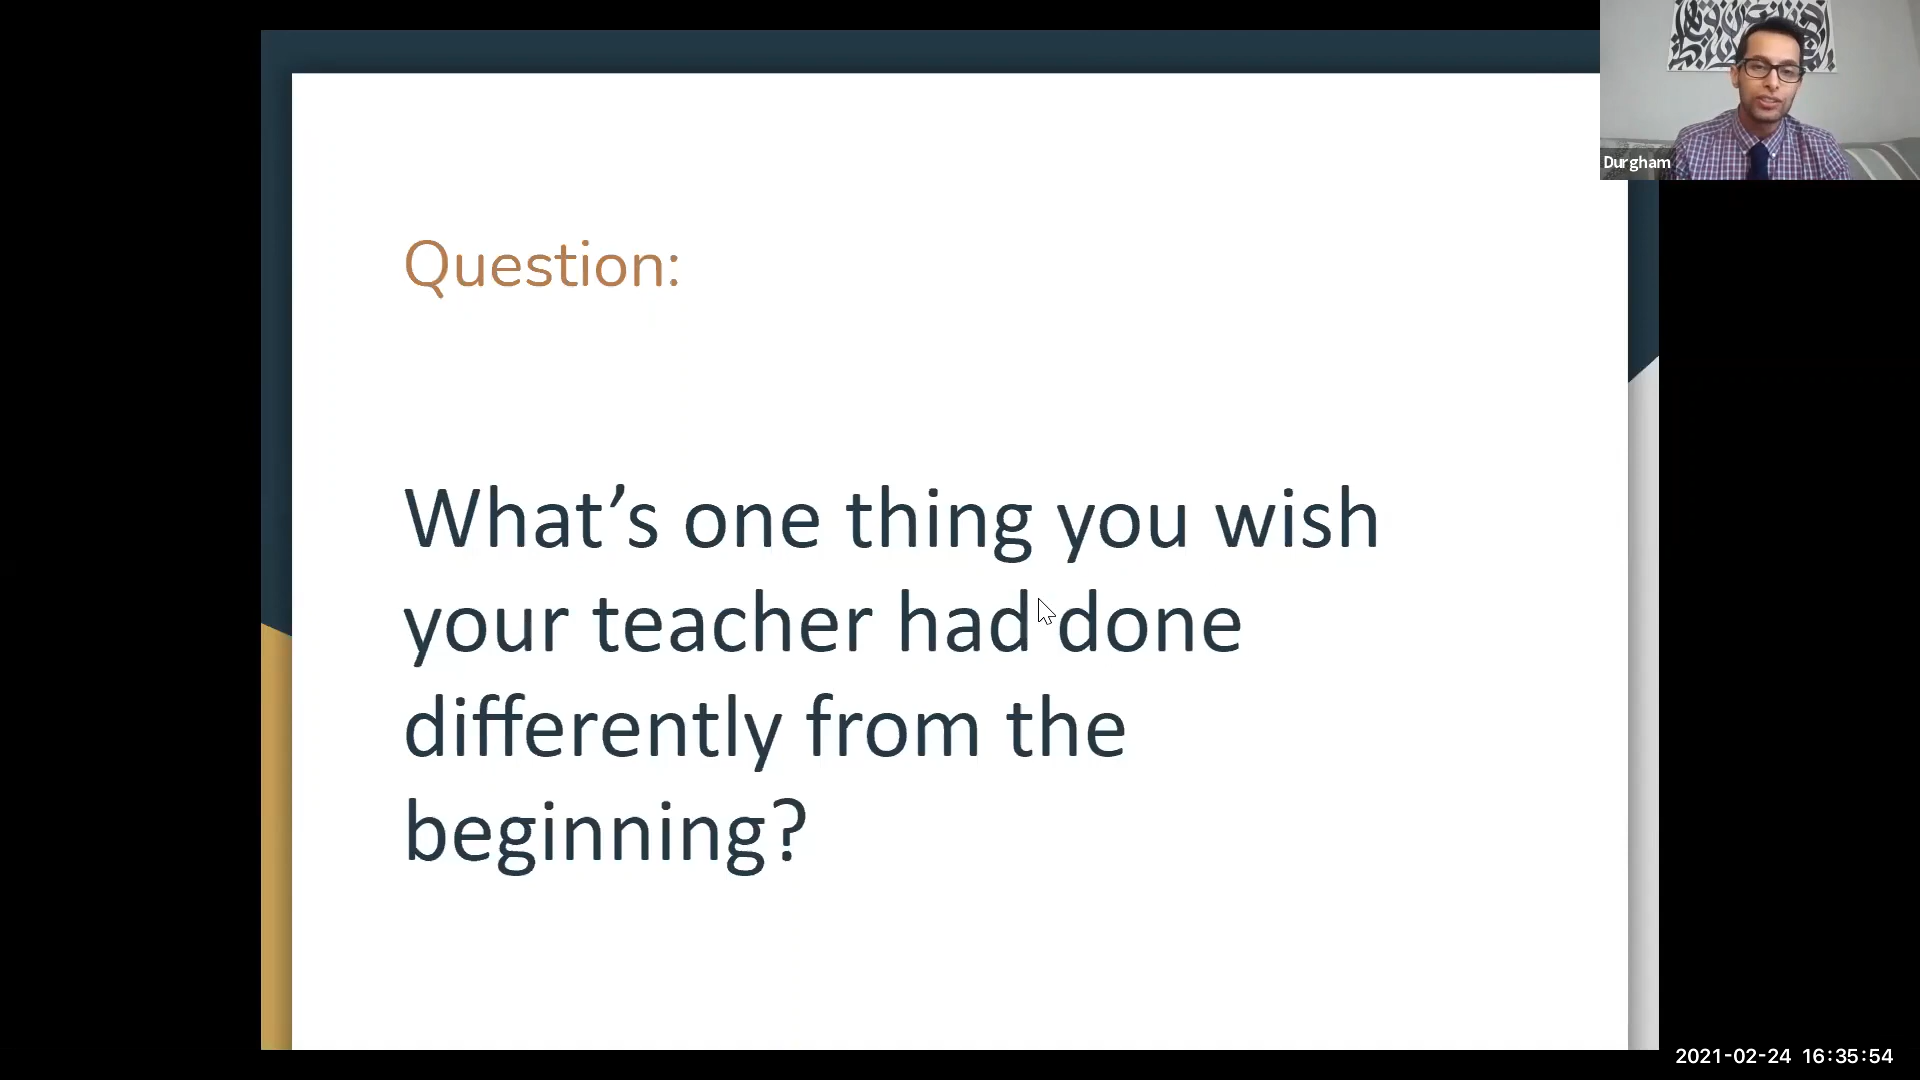 Durgham
Question:
What’s one thing you wish
your teacher had done
differently from the
beginning?
2021-02-24 16:35:54